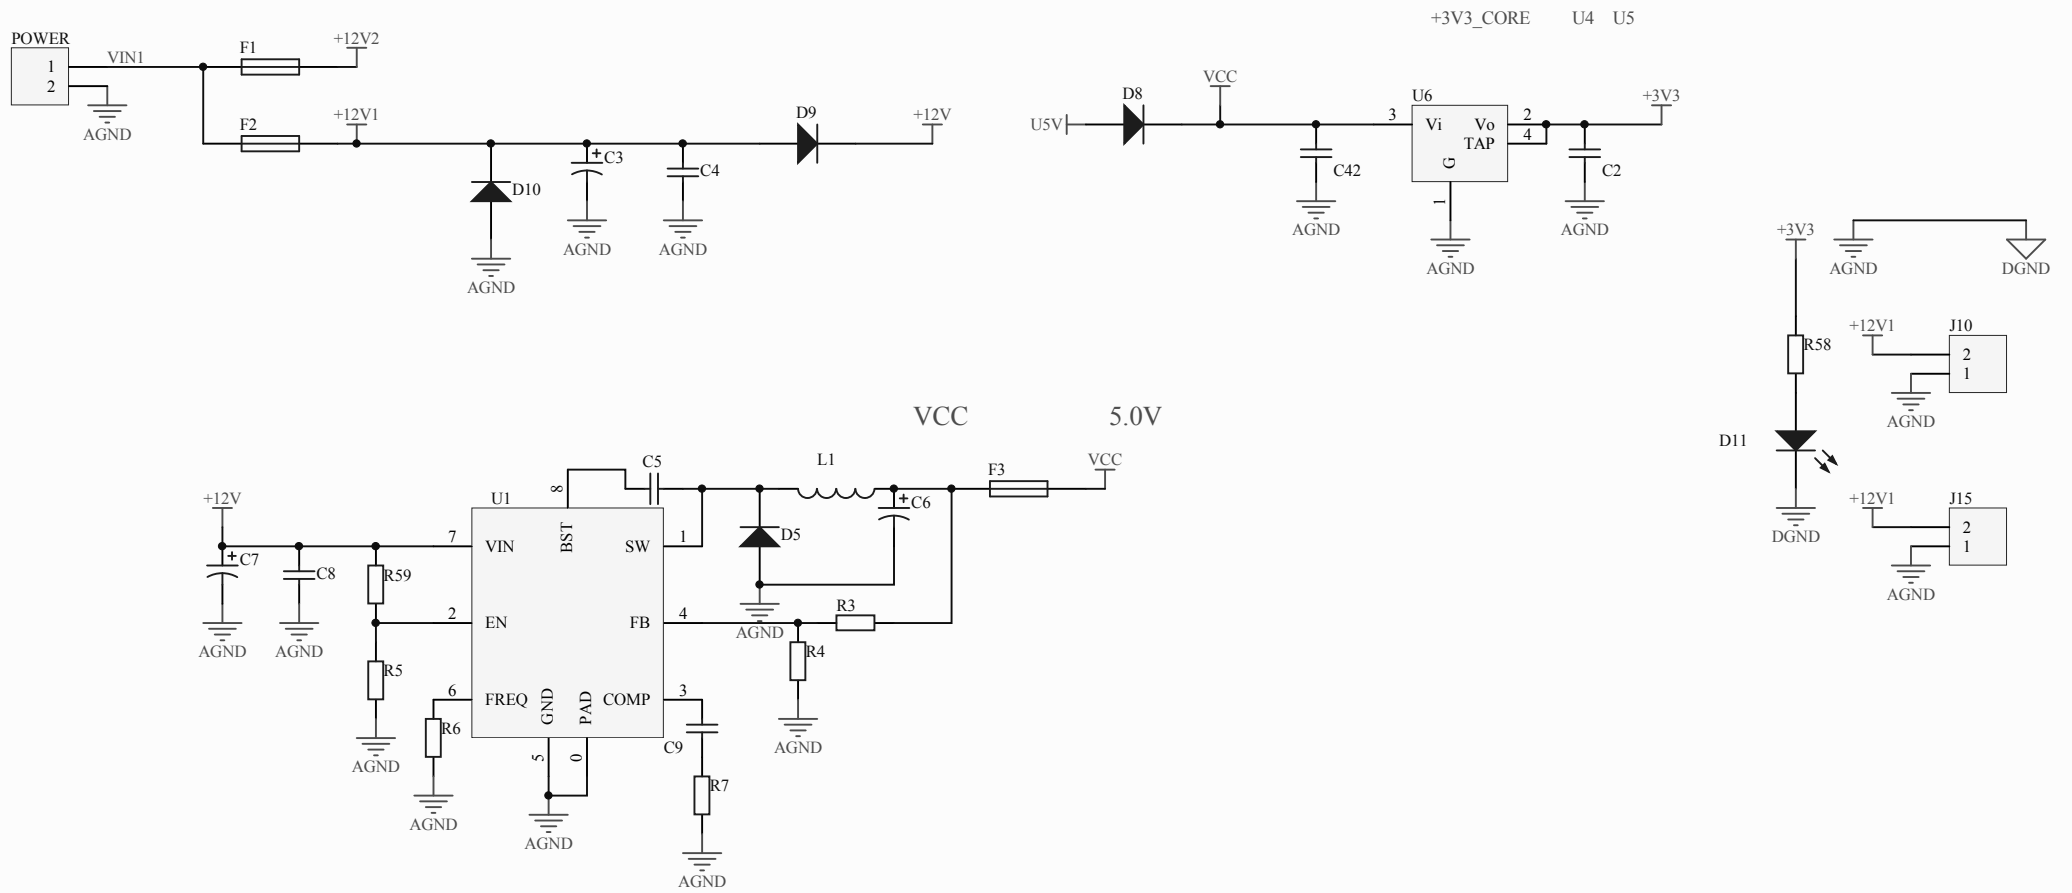 +3V3_CORE U4 U5
POWER
1
2
VIN1
AGND
F1
+12V2
F2
+12V1
D10
AGND
C3
AGND
C4
AGND
D9
+12V
U5V
D8
VCC
C42
AGND
3
U6
Vi
Vo
TAP
G
2
4
1
AGND
+3V3
C2
AGND
+3V3
R58
D11
DGND
AGND
DGND
+12V1
J10
2
1
AGND
+12V1
J15
2
1
AGND
VCC 5.0V
+12V
C7
AGND
C8
AGND
R59
R5
AGND
R6
AGND
U1
7
VIN
2
EN
6
FREQ
8
BST
SW
1
FB
4
COMP
3
GND
PAD
5
0
AGND
C5
D5
AGND
L1
C6
F3
VCC
R3
R4
AGND
C9
R7
AGND